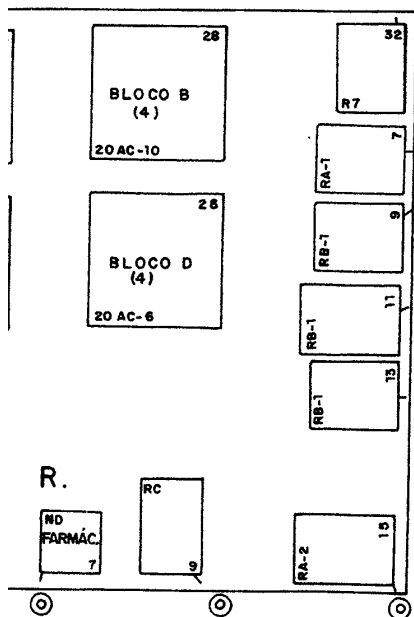 28
BLOCO B
(4)
20 AC-10
32
R7
7
RA-1
26
BLOCO D
(4)
20 AC-6
9
RB-1
11
RB-1
13
RB-1
R.
ND
FARMÁC.
7
RC
9
15
RA-2